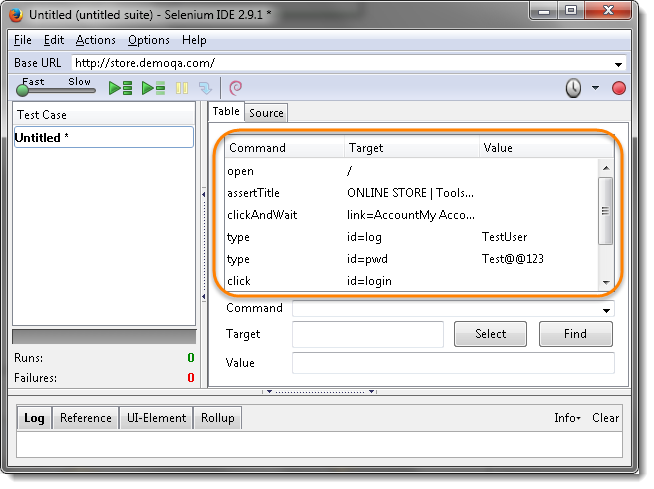 Untitled (untitled suite) - Selenium IDE 2.9.1 *
File Edit Actions Options Help
Base URL http://store.demoqa.com/
Fast Slow
Test Case
Table Source
Untitled *
Command Target Value
open /
assertTitle ONLINE STORE | Tools...
clickAndWait link=AccountMy Acco...
type id=log TestUser
type id=pwd Test@@123
click id=login
Command
Target Select Find
Value
Runs: 0
Failures: 0
Log Reference UI-Element Rollup Info Clear